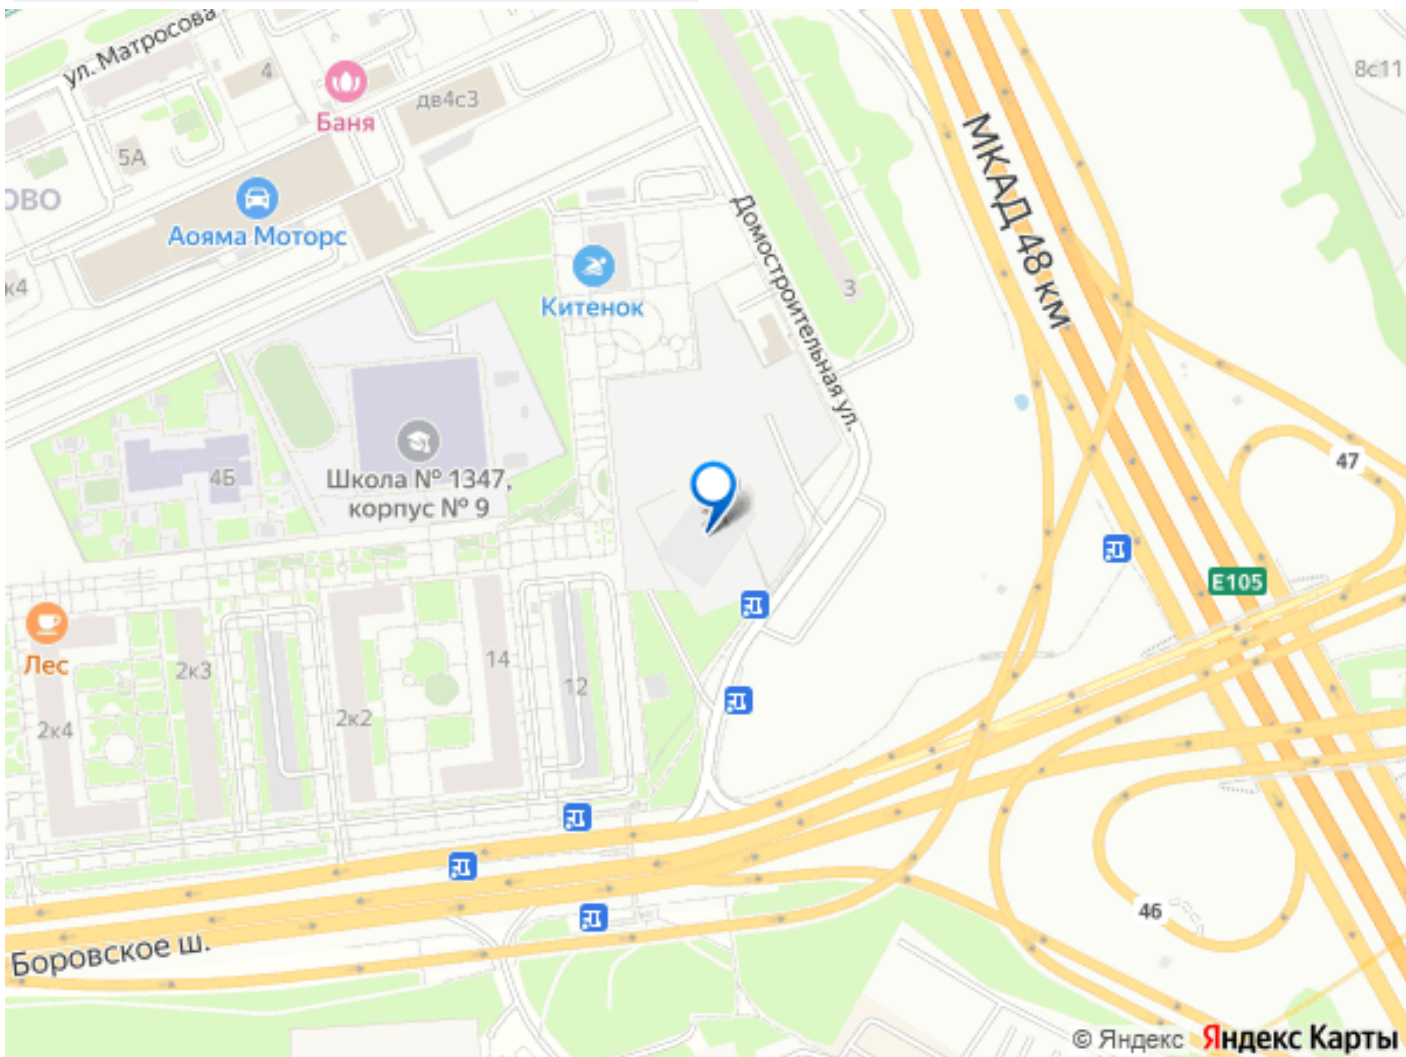 ул. Матросова
4
Баня
дв4с3
5А
ОВО
Аояма Моторс
к4
Китенок
Домостроительная ул.
3
МКАД 48 км
8с11
4Б
Школа № 1347,
корпус № 9
47
E105
Лес
2к3
2к4
2к2
14
12
46
Боровское ш.
© Яндекс Яндекс Карты